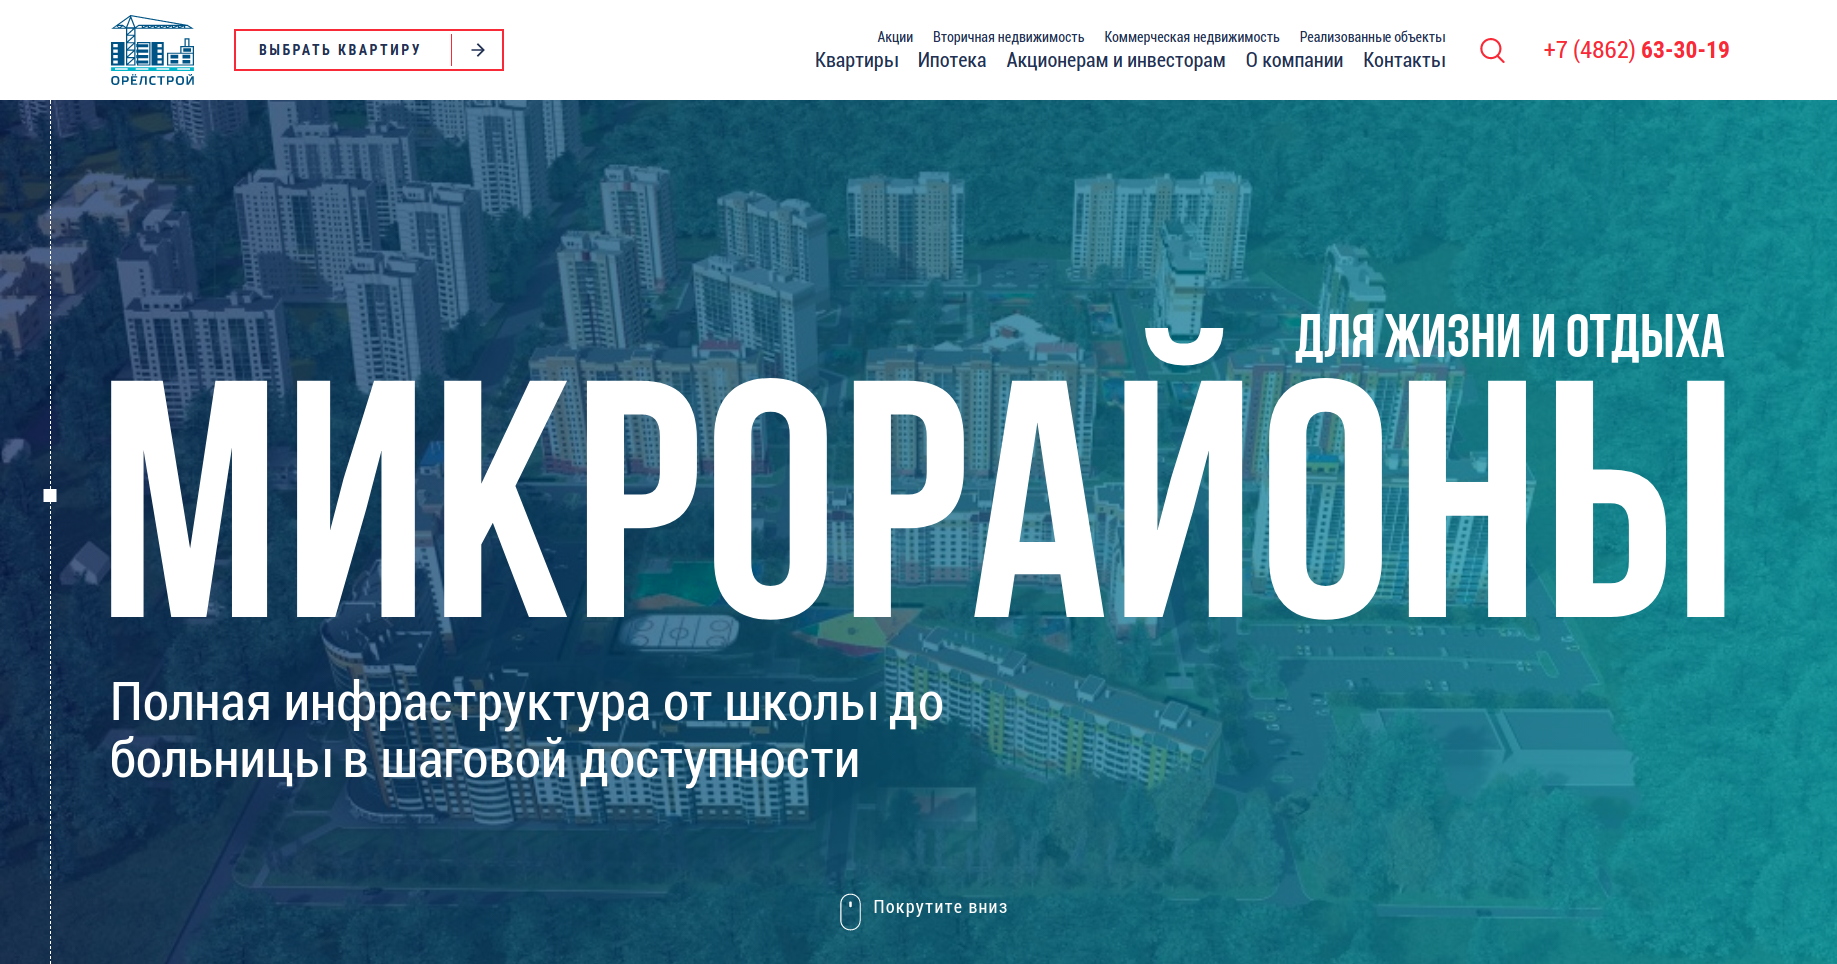 ОРЁЛСТРОЙ
ВЫБРАТЬ КВАРТИРУ
Акции Вторичная недвижимость Коммерческая недвижимость Реализованные объекты
Квартиры Ипотека Акционерам и инвесторам О компании Контакты
+7 (4862) 63-30-19
ДЛЯ ЖИЗНИ И ОТДЫХА
МИКРОРАЙОНЫ
Полная инфраструктура от школы до
больницы в шаговой доступности
Покрутите вниз